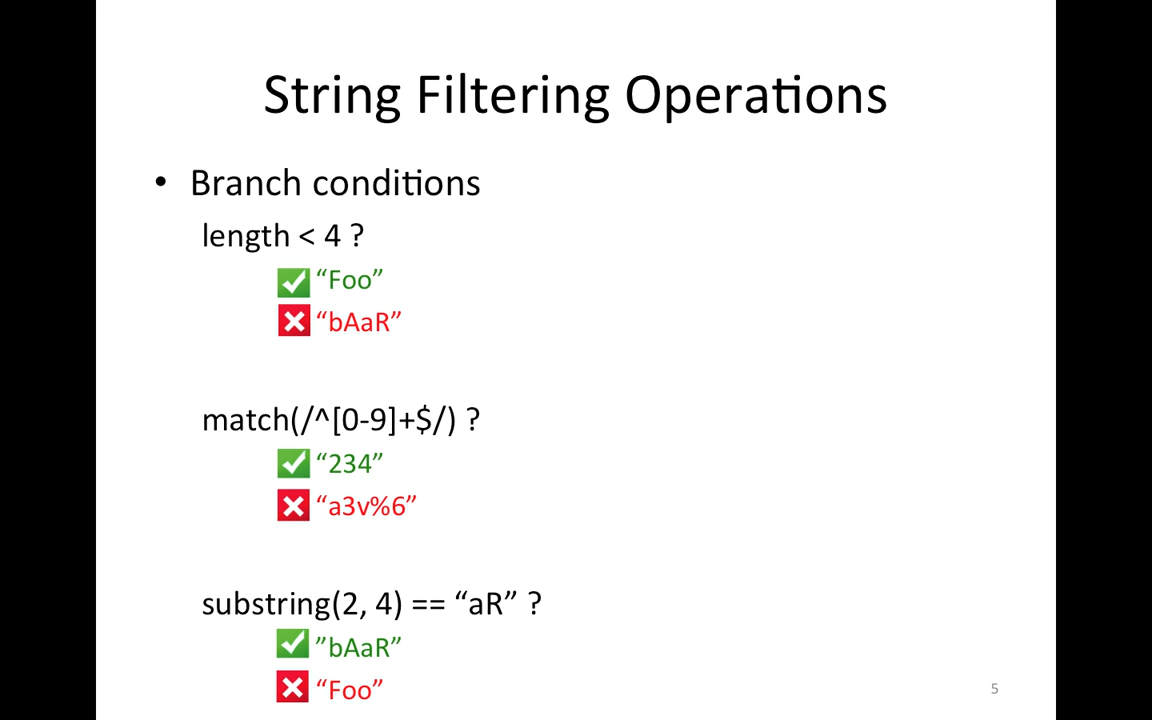 String Filtering Operations
• Branch conditions
length < 4 ?
“Foo”
“bAaR”
match(/^[0-9]+$/) ?
“234”
“a3v%6”
substring(2, 4) == “aR” ?
”bAaR”
“Foo”
5